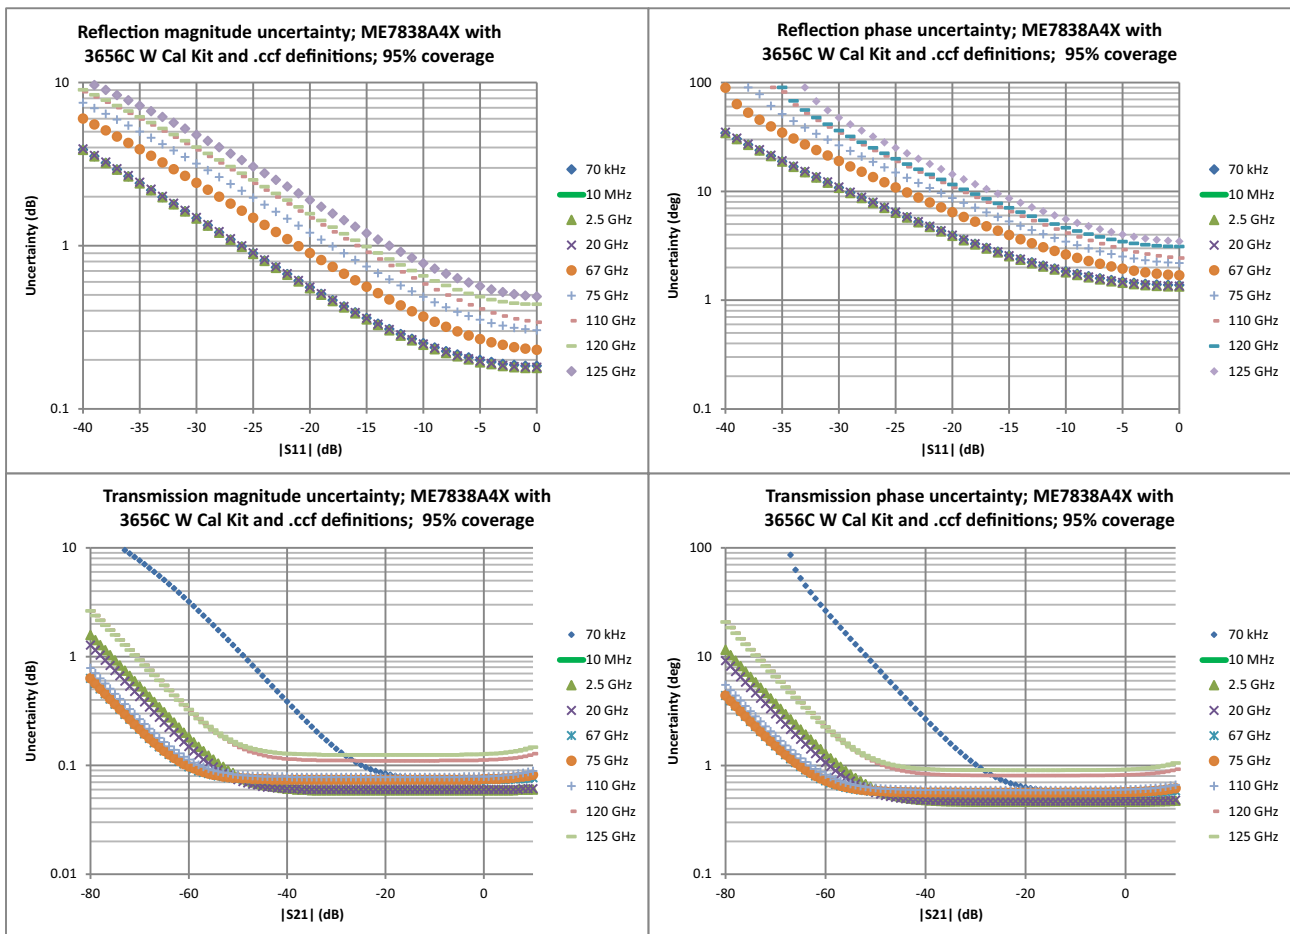 Reflection magnitude uncertainty; ME7838A4X with
3656C W Cal Kit and .ccf definitions; 95% coverage
10
1
0.1
Uncertainty (dB)
-40 -35 -30 -25 -20 -15 -10 -5 0
|S11| (dB)
70 kHz
10 MHz
2.5 GHz
20 GHz
67 GHz
75 GHz
110 GHz
120 GHz
125 GHz
Reflection phase uncertainty; ME7838A4X with
3656C W Cal Kit and .ccf definitions; 95% coverage
100
10
1
0.1
Uncertainty (deg)
-40 -35 -30 -25 -20 -15 -10 -5 0
|S11| (dB)
70 kHz
10 MHz
2.5 GHz
20 GHz
67 GHz
75 GHz
110 GHz
120 GHz
125 GHz
Transmission magnitude uncertainty; ME7838A4X with
3656C W Cal Kit and .ccf definitions; 95% coverage
10
1
0.1
0.01
Uncertainty (dB)
-80 -60 -40 -20 0
|S21| (dB)
70 kHz
10 MHz
2.5 GHz
20 GHz
67 GHz
75 GHz
110 GHz
120 GHz
125 GHz
Transmission phase uncertainty; ME7838A4X with
3656C W Cal Kit and .ccf definitions; 95% coverage
100
10
1
0.1
Uncertainty (deg)
-80 -60 -40 -20 0
|S21| (dB)
70 kHz
10 MHz
2.5 GHz
20 GHz
67 GHz
75 GHz
110 GHz
120 GHz
125 GHz